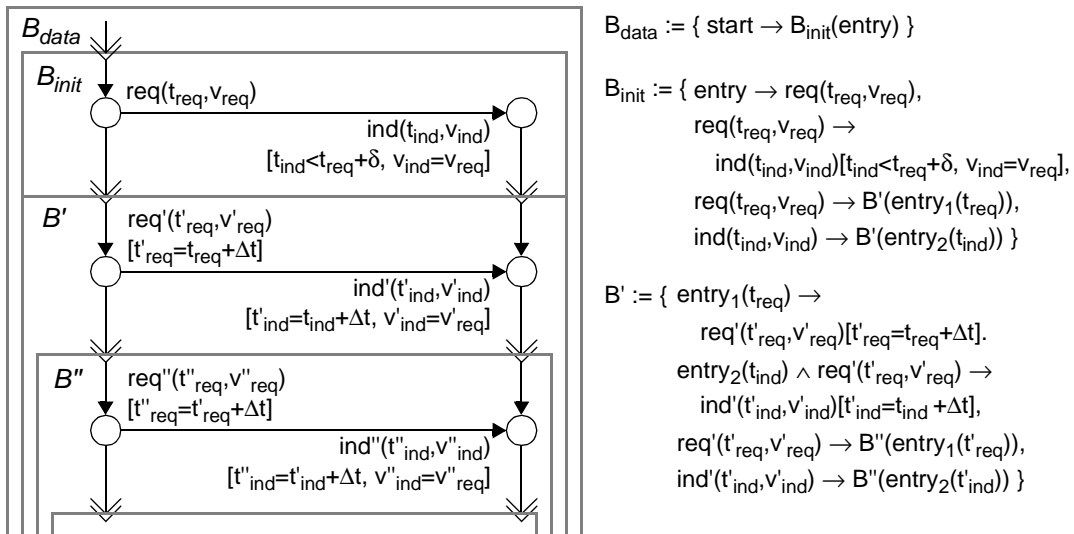 B_data
B_init
req(t_req,v_req)
ind(t_ind,v_ind)
[t_ind<t_req+δ, v_ind=v_req]
B'
req'(t'_req,v'_req)
[t'_req=t_req+Δt]
ind'(t'_ind,v'_ind)
[t'_ind=t_ind+Δt, v'_ind=v'_req]
B"
req"(t"_req,v"_req)
[t"_req=t'_req+Δt]
ind"(t"_ind,v"_ind)
[t"_ind=t'_ind+Δt, v"_ind=v"_req]
B_data := { start → B_init(entry) }
B_init := { entry → req(t_req,v_req),
req(t_req,v_req) →
ind(t_ind,v_ind)[t_ind<t_req+δ, v_ind=v_req],
req(t_req,v_req) → B'(entry_1(t_req)),
ind(t_ind,v_ind) → B'(entry_2(t_ind)) }
B' := { entry_1(t_req) →
req'(t'_req,v'_req)[t'_req=t_req+Δt].
entry_2(t_ind) ∧ req'(t'_req,v'_req) →
ind'(t'_ind,v'_ind)[t'_ind=t_ind +Δt],
req'(t'_req,v'_req) → B"(entry_1(t'_req)),
ind'(t'_ind,v'_ind) → B"(entry_2(t'_ind)) }